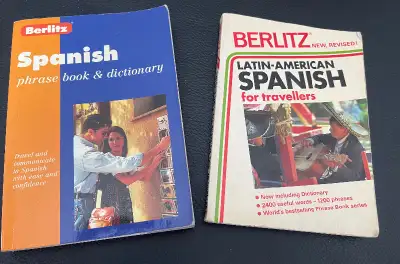 Berlitz
Spanish
phrase book & dictionary
Travel and
communicate
in Spanish
with ease and
confidence
BERLITZ
NEW, REVISED!
LATIN-AMERICAN
SPANISH
for travellers
• Now including Dictionary
• 2400 useful words - 1200 phrases
• World's bestselling Phrase Book series